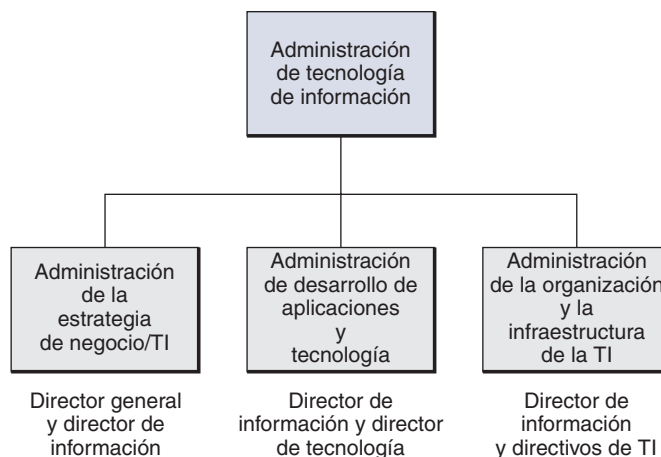 Administración
de tecnología
de información
Administración
de la
estrategia
de negocio/TI
Administración
de desarrollo de
aplicaciones
y
tecnología
Administración
de la organización
y la
infraestructura
de la TI
Director general
y director de
información
Director de
información y director
de tecnología
Director de
información
y directivos de TI